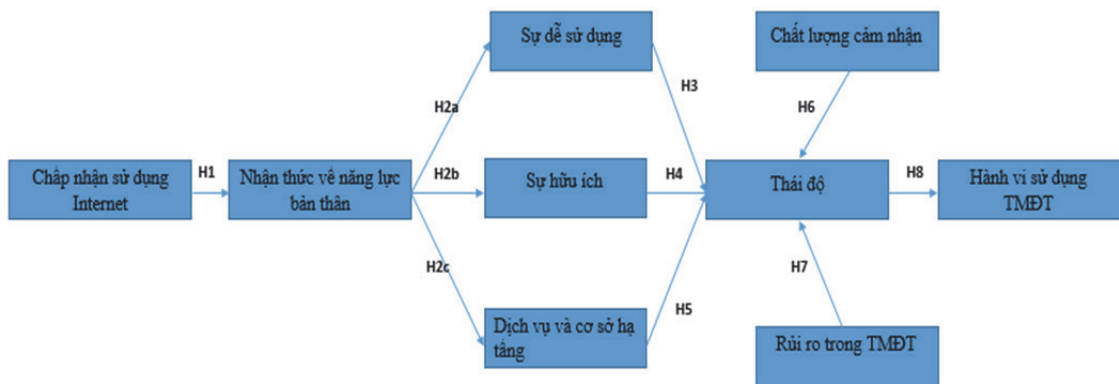 Sự dễ sử dụng
Chất lượng cảm nhận
H2a
H3
H6
Chấp nhận sử dụng
Internet
H1
Nhận thức về năng lực
bản thân
H2b
Sự hữu ích
H4
Thái độ
H8
Hành vi sử dụng
TMĐT
H2c
H7
Dịch vụ và cơ sở hạ
tầng
H5
Rủi ro trong TMĐT